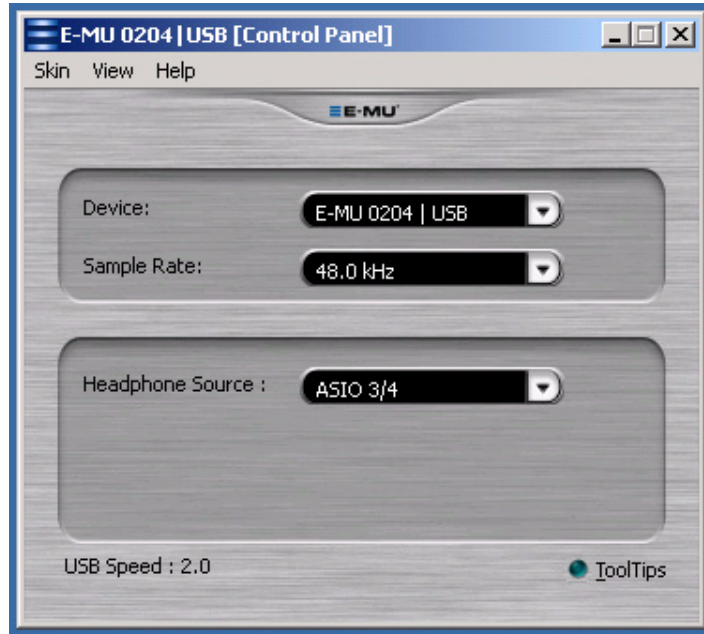 E-MU 0204 | USB [Control Panel]
Skin View Help
E-MU
Device: E-MU 0204 | USB
Sample Rate: 48.0 kHz
Headphone Source : ASIO 3/4
USB Speed : 2.0 ToolTips